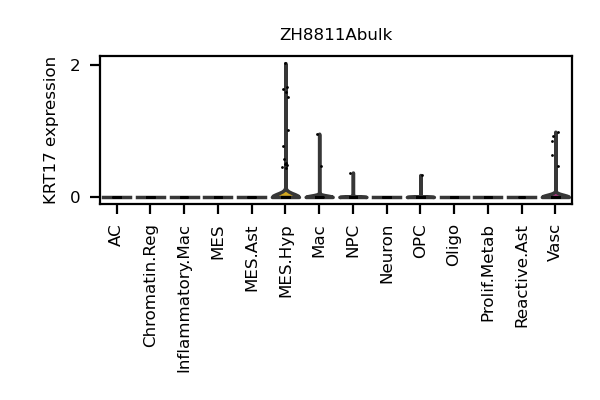 ZH8811Abulk
KRT17 expression
2
0
AC
Chromatin.Reg
Inflammatory.Mac
MES
MES.Ast
MES.Hyp
Mac
NPC
Neuron
OPC
Oligo
Prolif.Metab
Reactive.Ast
Vasc